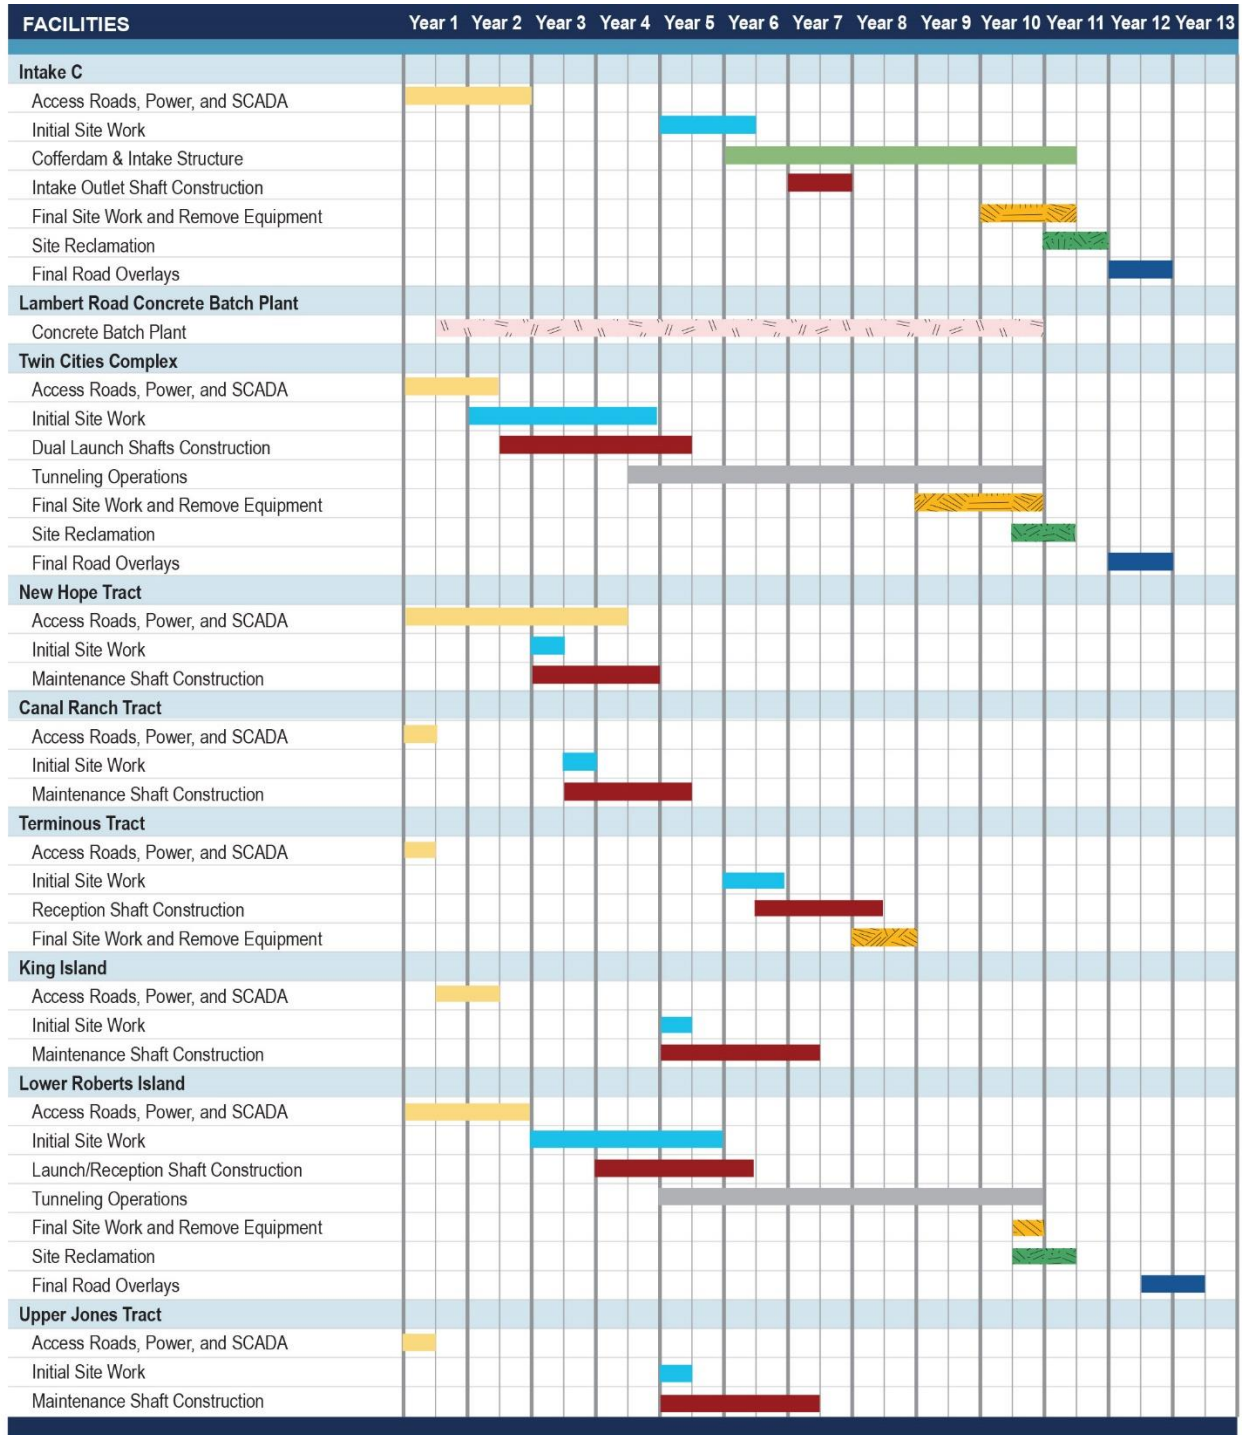 FACILITIES Year 1 Year 2 Year 3 Year 4 Year 5 Year 6 Year 7 Year 8 Year 9 Year 10 Year 11 Year 12 Year 13
Intake C
Access Roads, Power, and SCADA
Initial Site Work
Cofferdam & Intake Structure
Intake Outlet Shaft Construction
Final Site Work and Remove Equipment
Site Reclamation
Final Road Overlays
Lambert Road Concrete Batch Plant
Concrete Batch Plant
Twin Cities Complex
Access Roads, Power, and SCADA
Initial Site Work
Dual Launch Shafts Construction
Tunneling Operations
Final Site Work and Remove Equipment
Site Reclamation
Final Road Overlays
New Hope Tract
Access Roads, Power, and SCADA
Initial Site Work
Maintenance Shaft Construction
Canal Ranch Tract
Access Roads, Power, and SCADA
Initial Site Work
Maintenance Shaft Construction
Terminous Tract
Access Roads, Power, and SCADA
Initial Site Work
Reception Shaft Construction
Final Site Work and Remove Equipment
King Island
Access Roads, Power, and SCADA
Initial Site Work
Maintenance Shaft Construction
Lower Roberts Island
Access Roads, Power, and SCADA
Initial Site Work
Launch/Reception Shaft Construction
Tunneling Operations
Final Site Work and Remove Equipment
Site Reclamation
Final Road Overlays
Upper Jones Tract
Access Roads, Power, and SCADA
Initial Site Work
Maintenance Shaft Construction